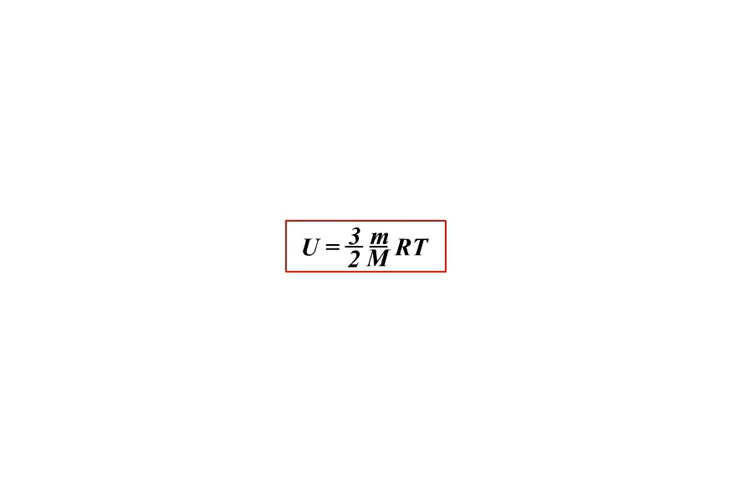 U = 3/2 m/M RT